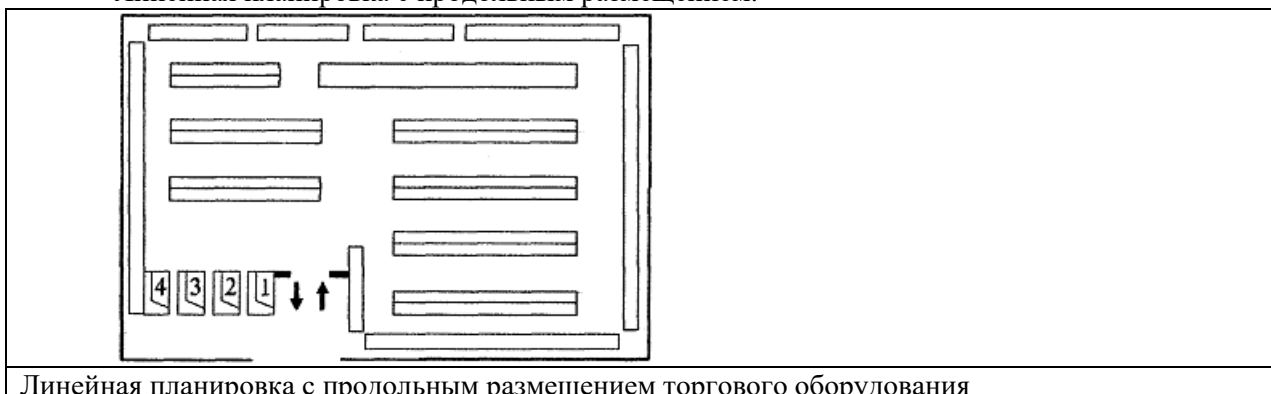 Линейная планировка с продольным размещением.
4 3 2 1
Линейная планировка с продольным размещением торгового оборудования